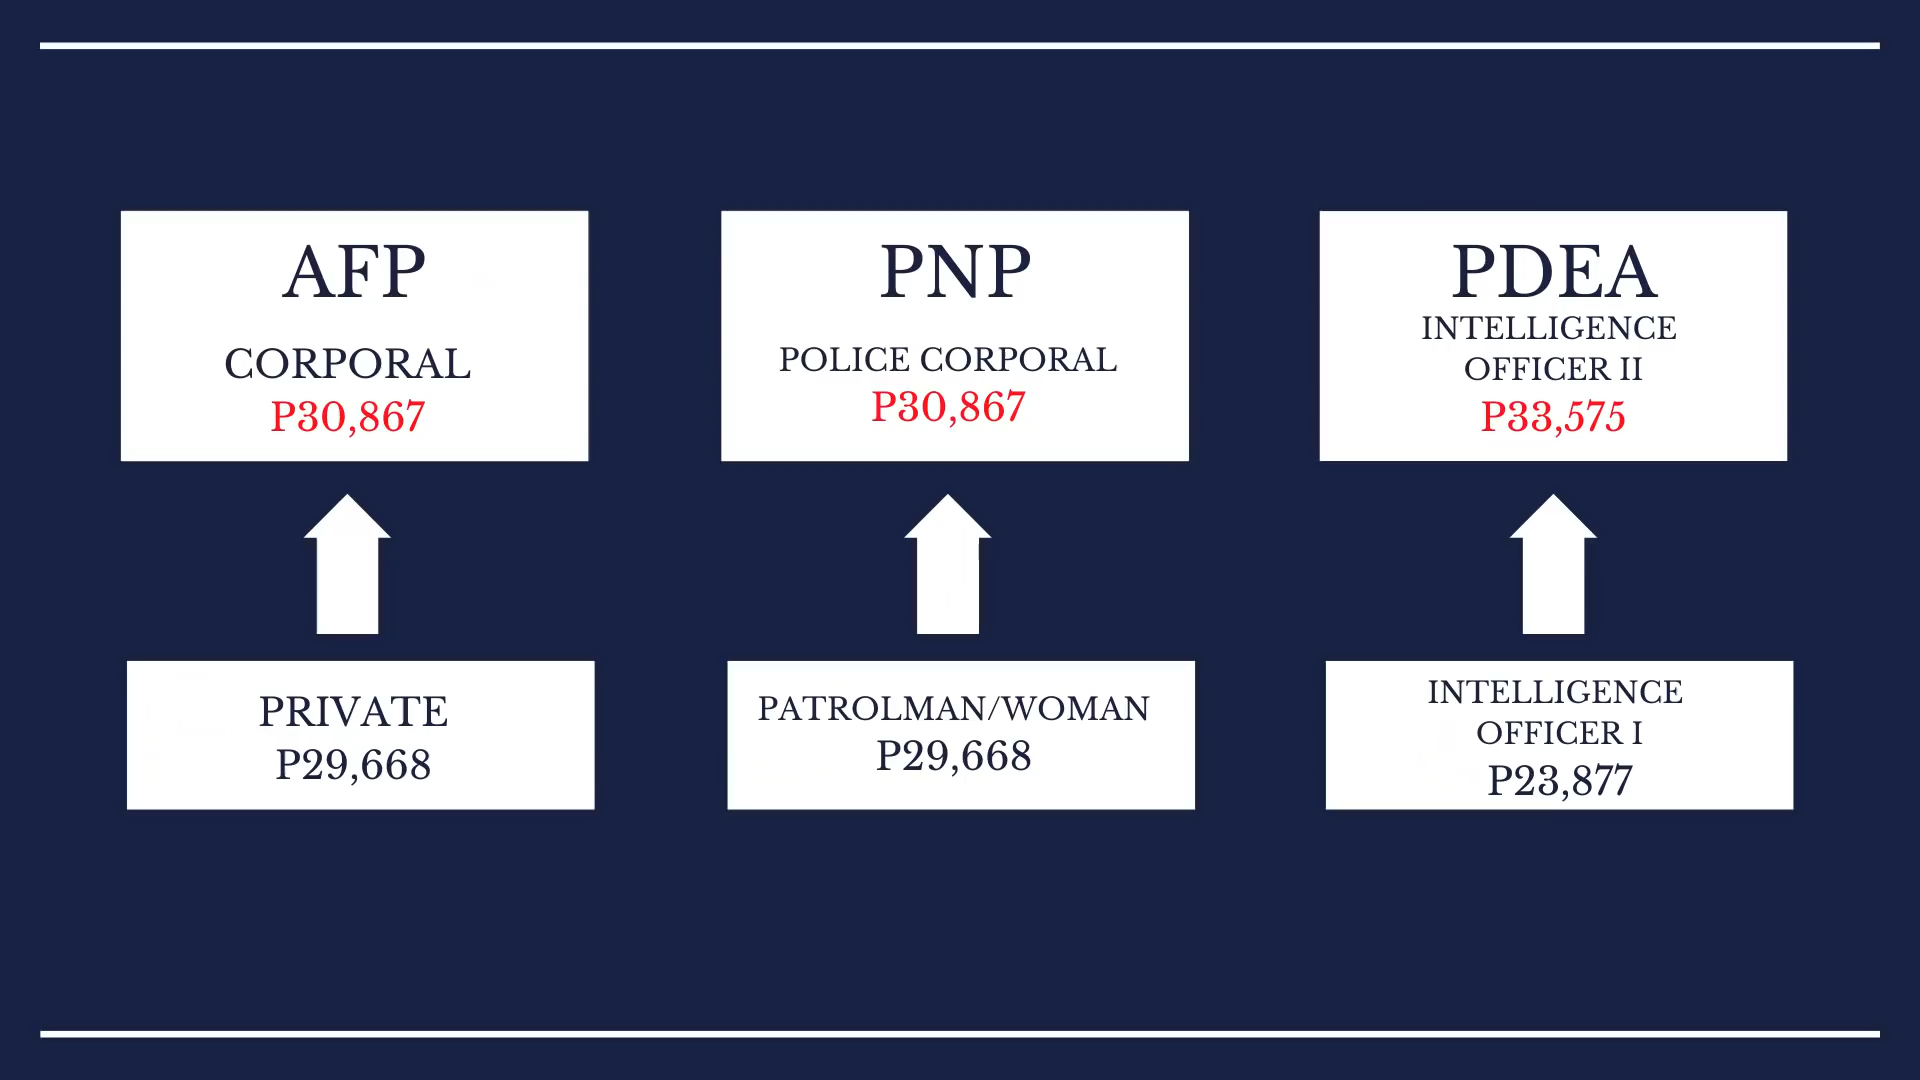 AFP
CORPORAL
P30,867
PRIVATE
P29,668
PNP
POLICE CORPORAL
P30,867
PATROLMAN/WOMAN
P29,668
PDEA
INTELLIGENCE
OFFICER II
P33,575
INTELLIGENCE
OFFICER I
P23,877